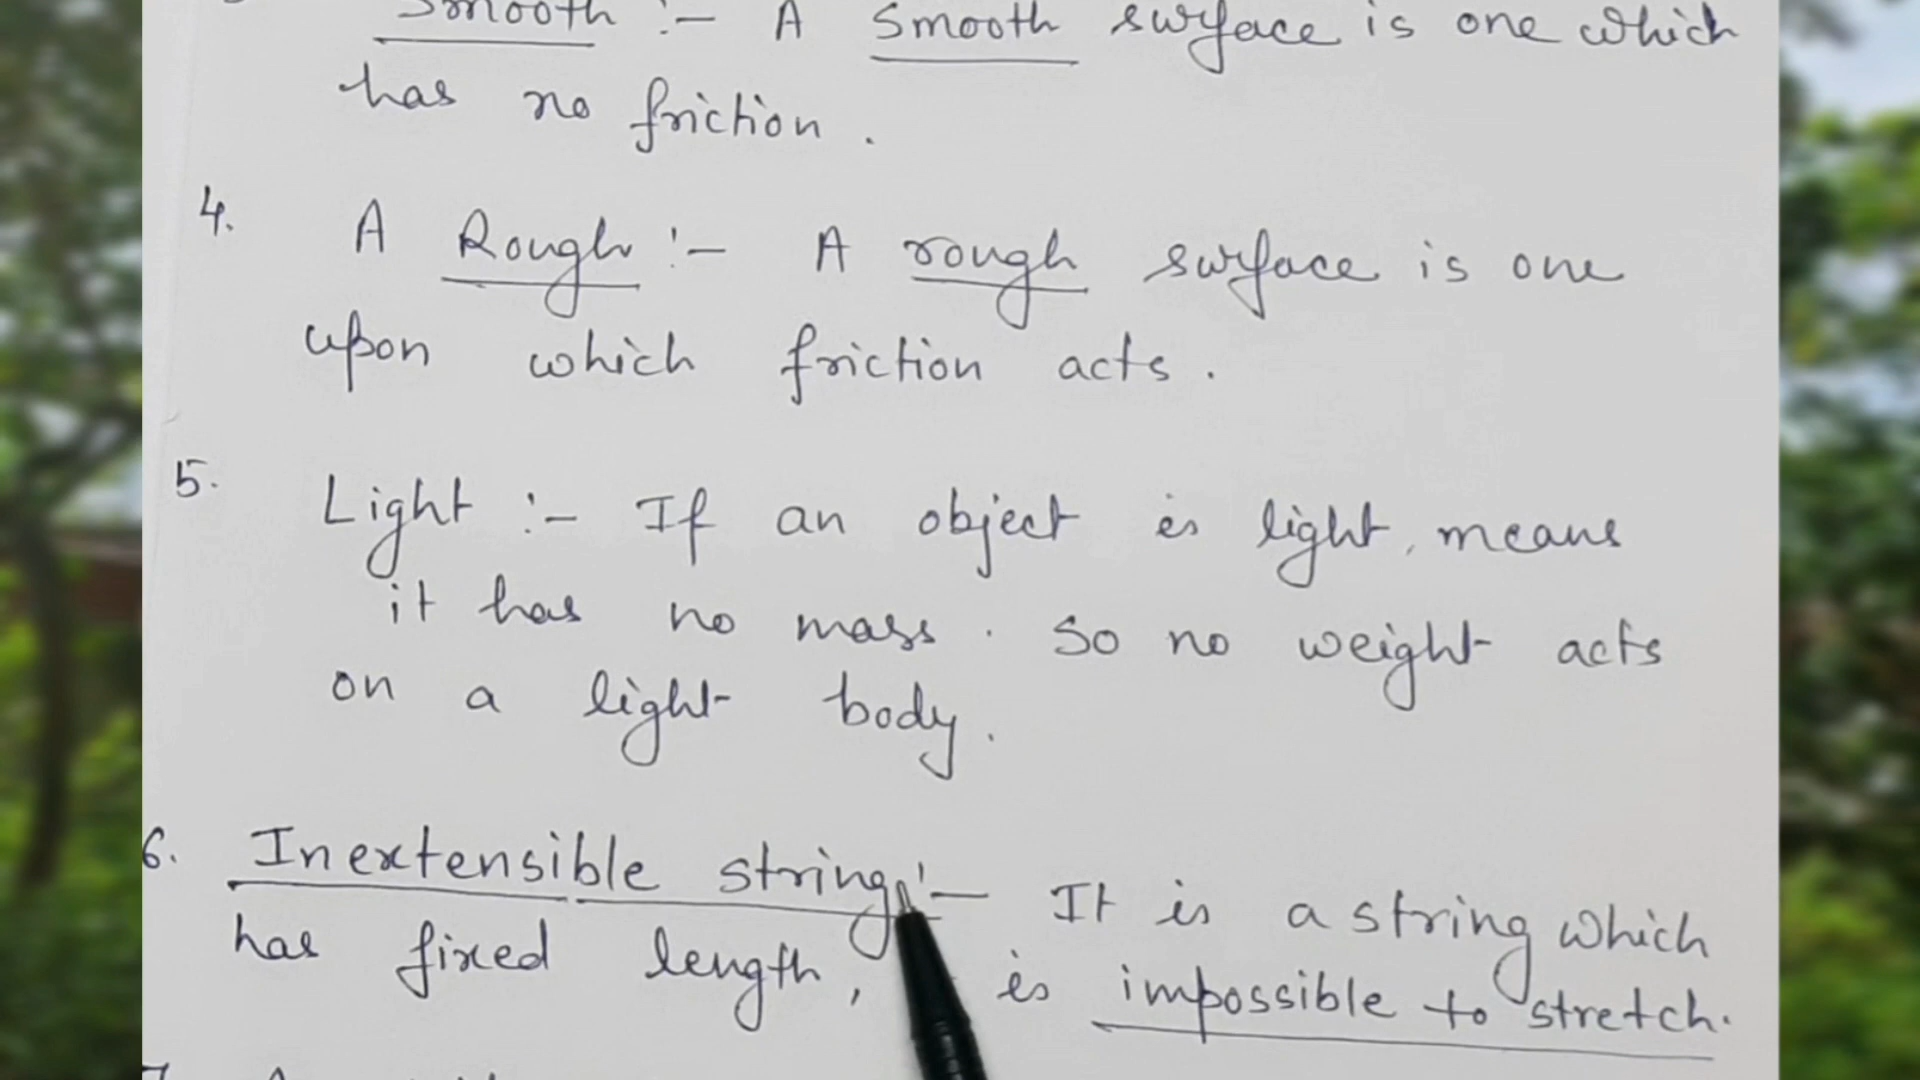 Smooth :- A Smooth surface is one which
has no friction.
4. A Rough :- A rough surface is one
upon which friction acts.
5. Light :- If an object is light, means
it has no mass. So no weight acts
on a light body.
6. Inextensible string :- It is a string which
has fixed length, is impossible to stretch.